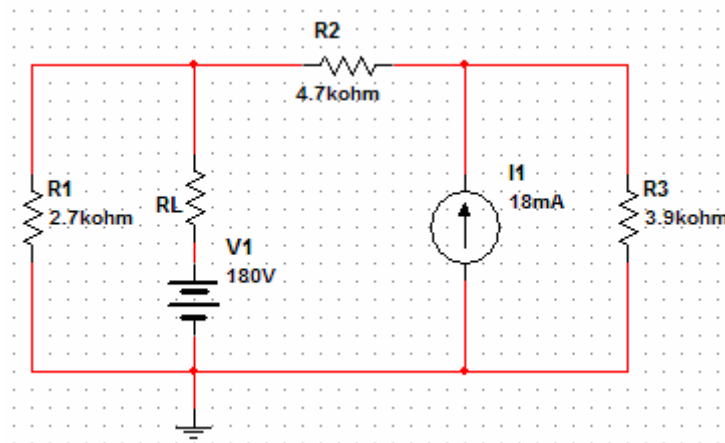 R2
4.7kohm
R1
2.7kohm
RL
V1
180V
I1
18mA
R3
3.9kohm